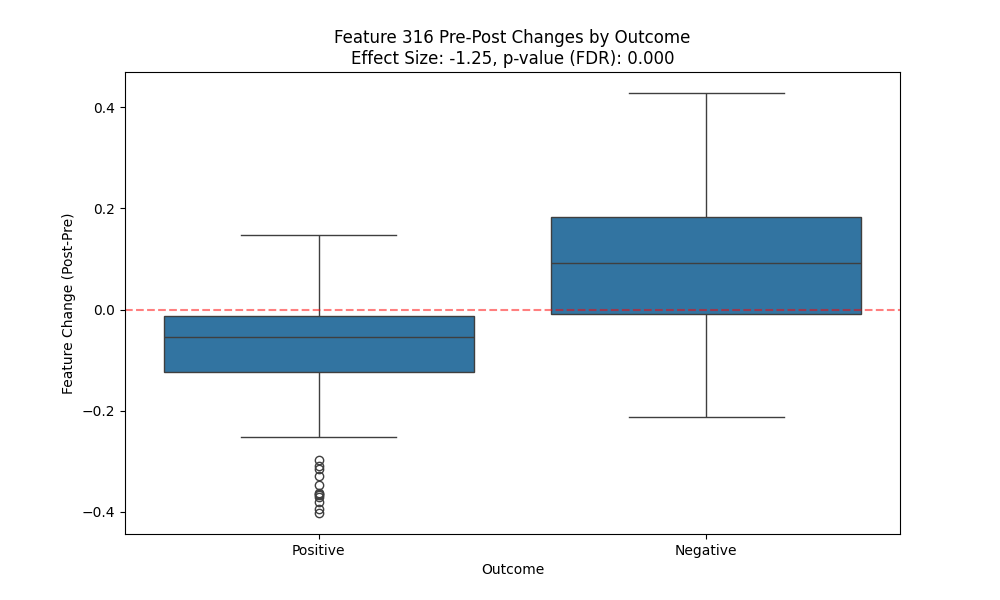 Feature 316 Pre-Post Changes by Outcome
Effect Size: -1.25, p-value (FDR): 0.000
Feature Change (Post-Pre)
0.4
0.2
0.0
−0.2
−0.4
Positive
Negative
Outcome